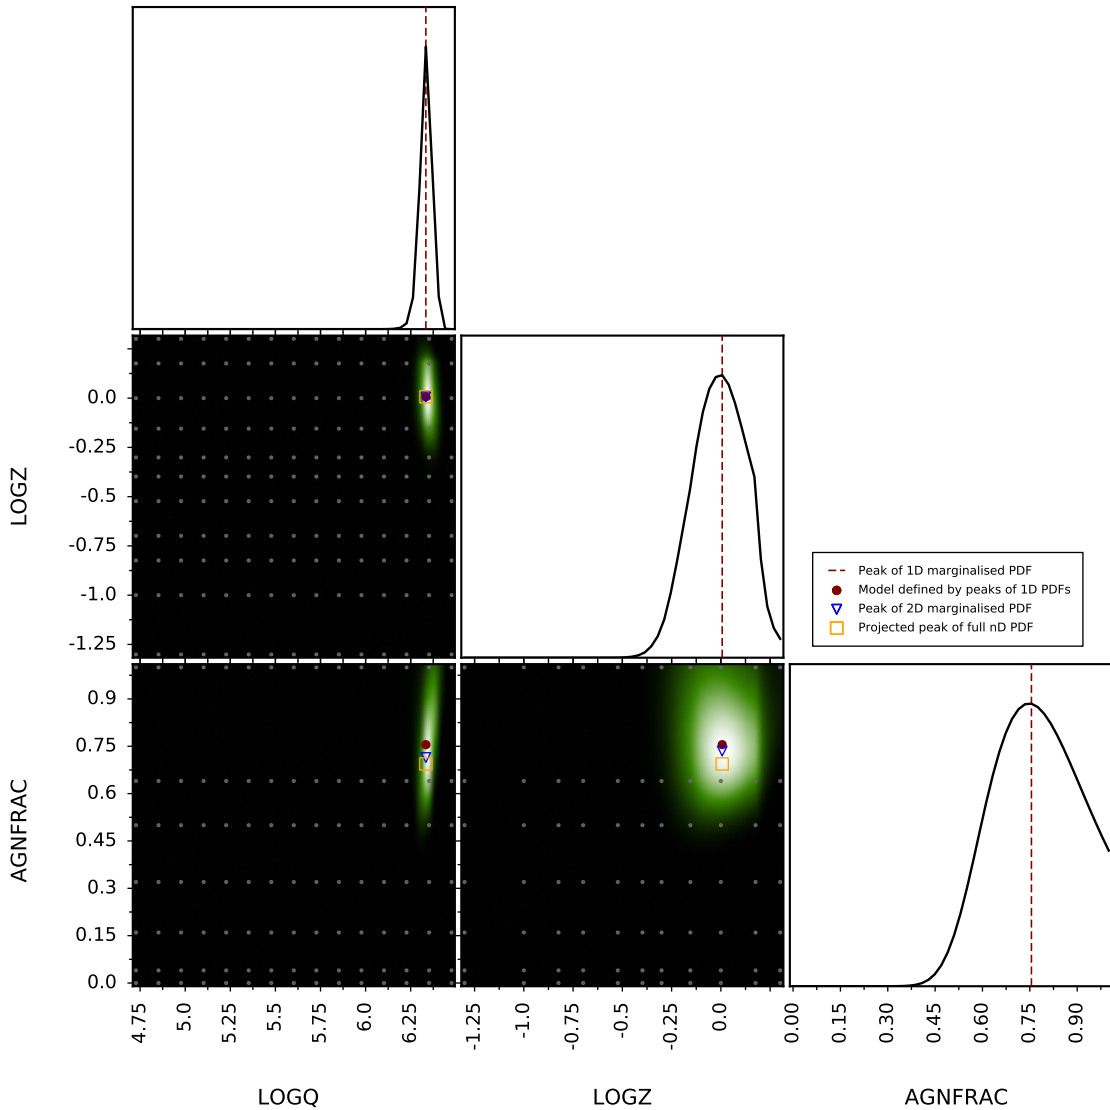 LOGZ
0.0
-0.25
-0.5
-0.75
-1.0
-1.25
Peak of 1D marginalised PDF
Model defined by peaks of 1D PDFs
Peak of 2D marginalised PDF
Projected peak of full nD PDF
AGNFRAC
0.9
0.75
0.6
0.45
0.3
0.15
0.0
4.75 5.0 5.25 5.5 5.75 6.0 6.25
-1.25 -1.0 -0.75 -0.5 -0.25 0.0
0.00 0.15 0.30 0.45 0.60 0.75 0.90
LOGQ LOGZ AGNFRAC